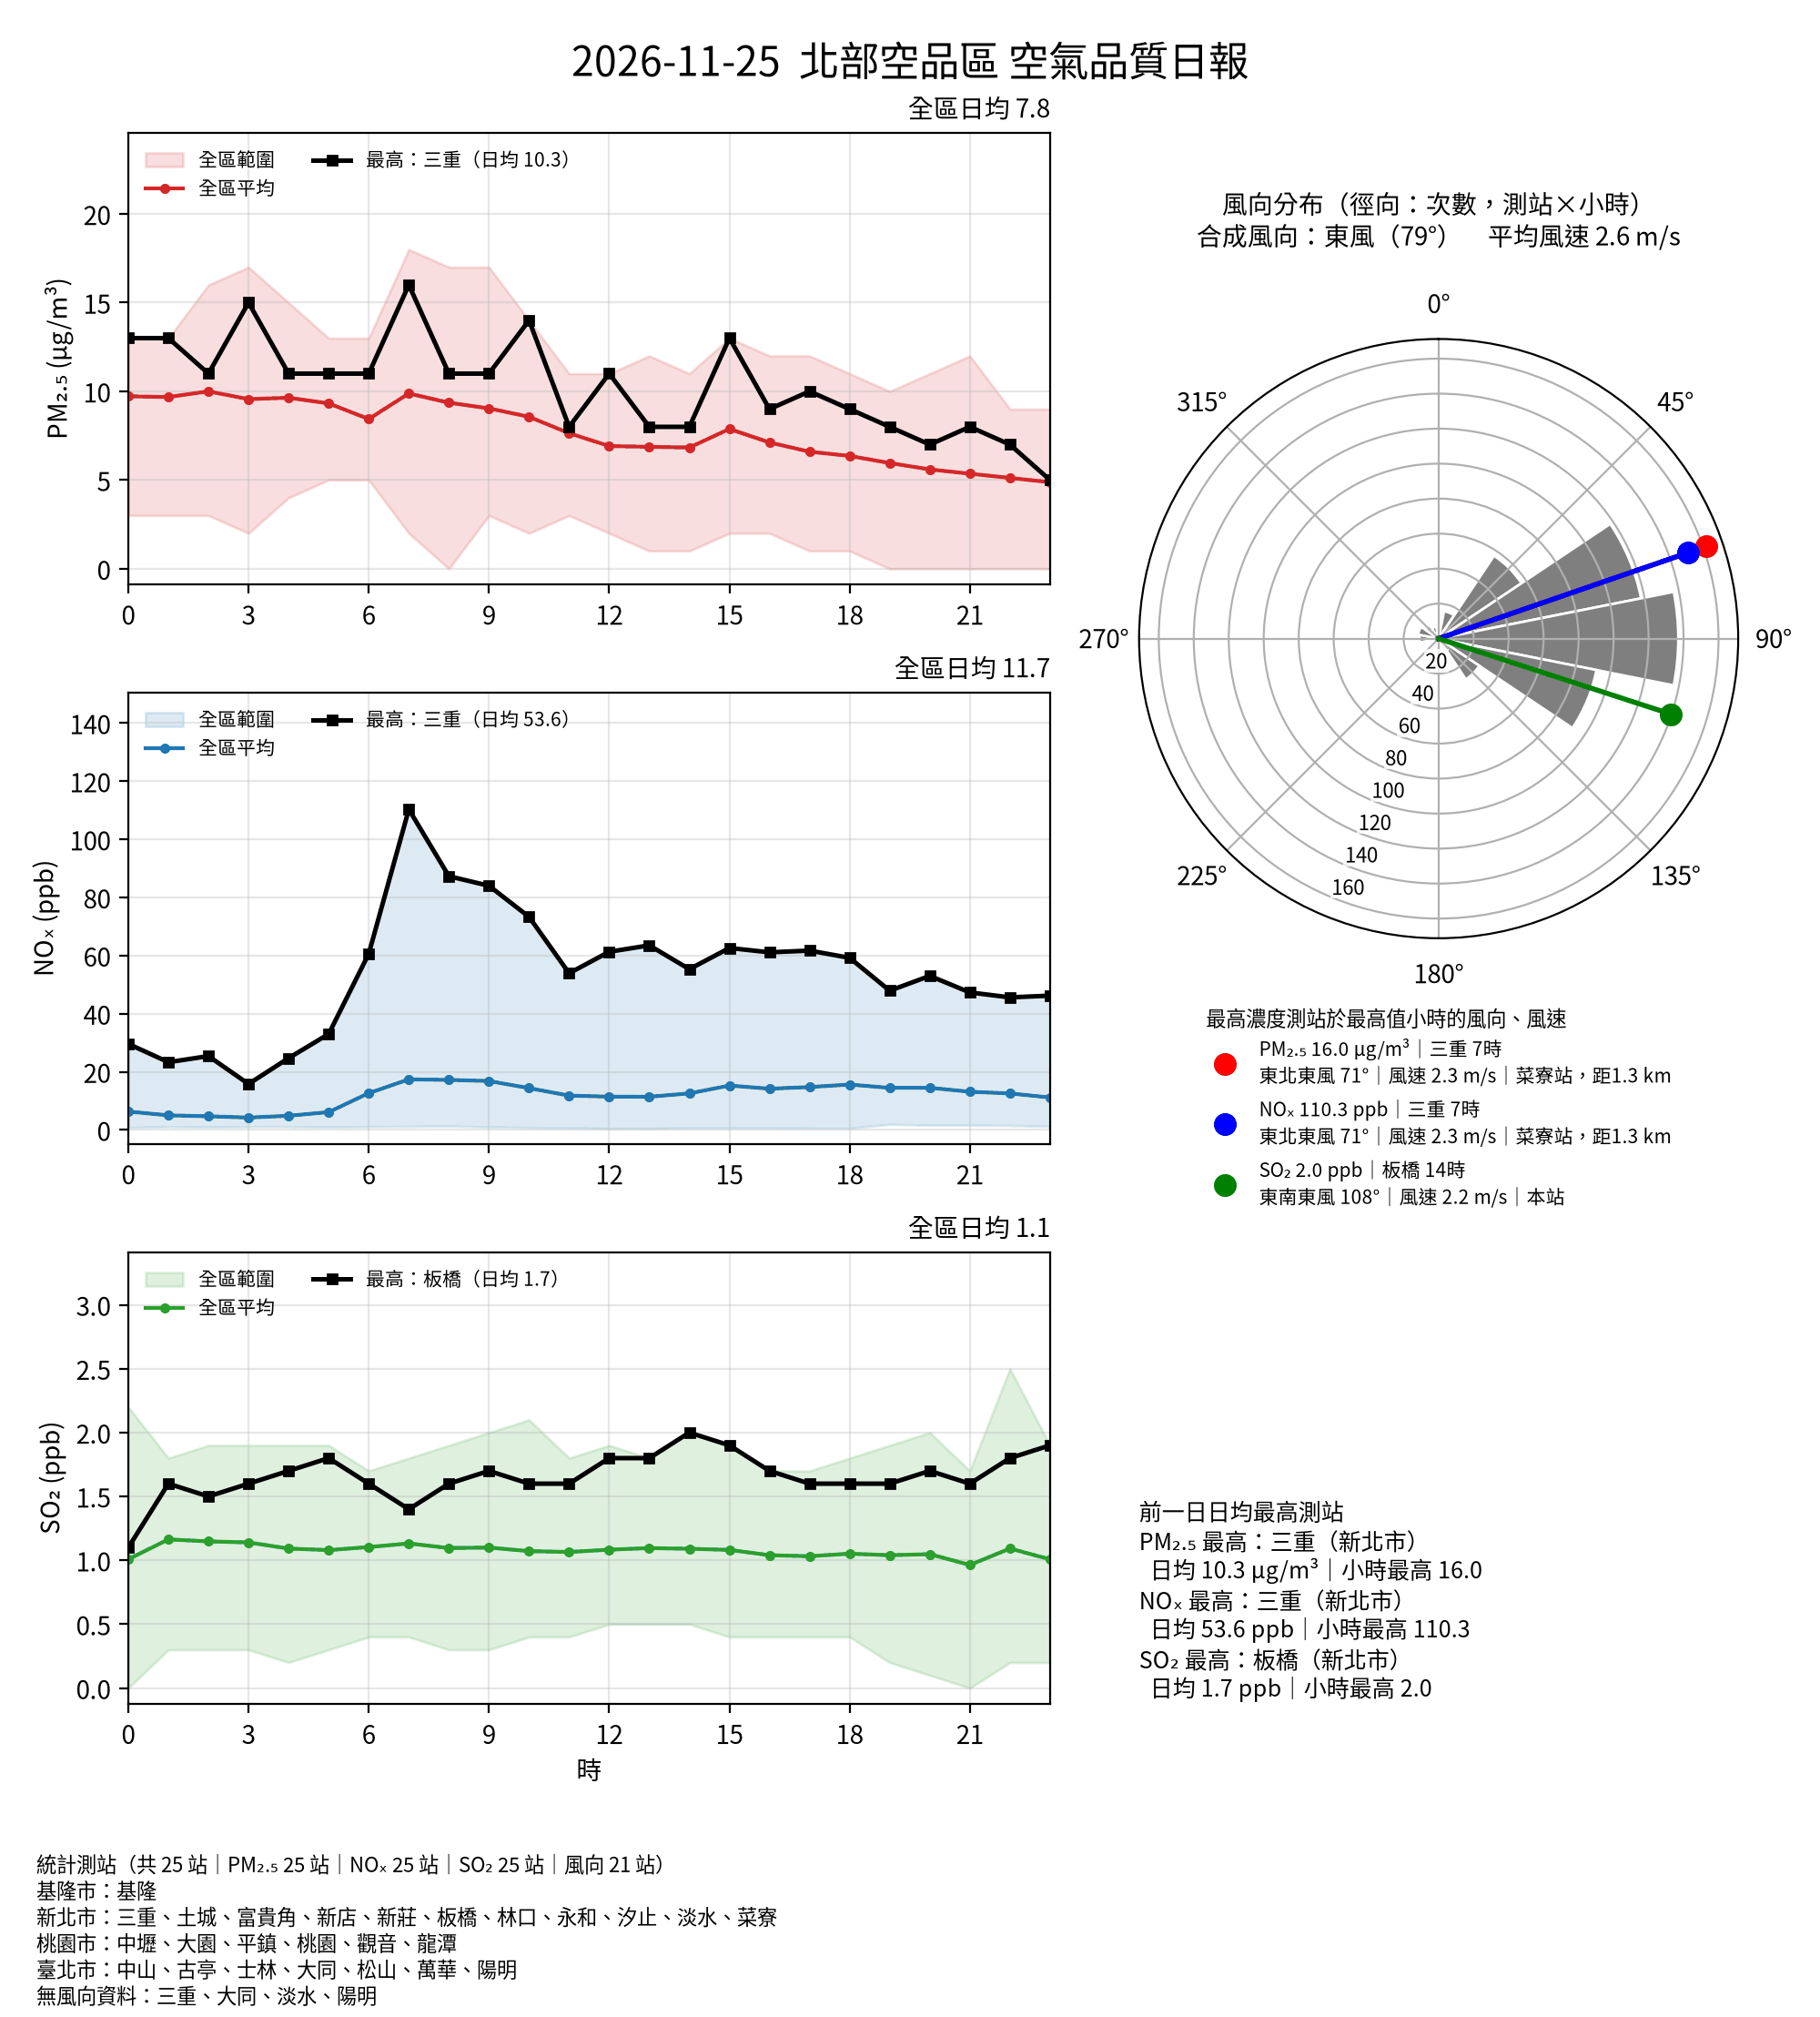 2026-11-25 北部空品區 空氣品質日報
全區日均 7.8
全區範圍
全區平均
最高：三重（日均 10.3）
PM₂.₅ (μg/m³)
20
15
10
5
0
0 3 6 9 12 15 18 21
全區日均 11.7
全區範圍
全區平均
最高：三重（日均 53.6）
NOₓ (ppb)
140
120
100
80
60
40
20
0
0 3 6 9 12 15 18 21
全區日均 1.1
全區範圍
全區平均
最高：板橋（日均 1.7）
SO₂ (ppb)
3.0
2.5
2.0
1.5
1.0
0.5
0.0
0 3 6 9 12 15 18 21
時
風向分布（徑向：次數，測站×小時）
合成風向：東風（79°） 平均風速 2.6 m/s
0°
45°
90°
135°
180°
225°
270°
315°
20
40
60
80
100
120
140
160
最高濃度測站於最高值小時的風向、風速
PM₂.₅ 16.0 μg/m³｜三重 7時
東北東風 71°｜風速 2.3 m/s｜菜寮站，距1.3 km
NOₓ 110.3 ppb｜三重 7時
東北東風 71°｜風速 2.3 m/s｜菜寮站，距1.3 km
SO₂ 2.0 ppb｜板橋 14時
東南東風 108°｜風速 2.2 m/s｜本站
前一日日均最高測站
PM₂.₅ 最高：三重（新北市）
日均 10.3 μg/m³｜小時最高 16.0
NOₓ 最高：三重（新北市）
日均 53.6 ppb｜小時最高 110.3
SO₂ 最高：板橋（新北市）
日均 1.7 ppb｜小時最高 2.0
統計測站（共 25 站｜PM₂.₅ 25 站｜NOₓ 25 站｜SO₂ 25 站｜風向 21 站）
基隆市：基隆
新北市：三重、土城、富貴角、新店、新莊、板橋、林口、永和、汐止、淡水、菜寮
桃園市：中壢、大園、平鎮、桃園、觀音、龍潭
臺北市：中山、古亭、士林、大同、松山、萬華、陽明
無風向資料：三重、大同、淡水、陽明